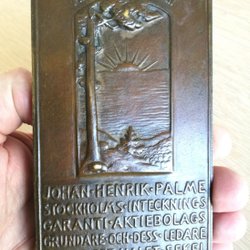 JOHAN·HENRIK·PALME
STOCKHOLMS·INTECKNINGS
GARANTI·AKTIEBOLAGS
GRUNDARE·OCH·DESS·LEDARE